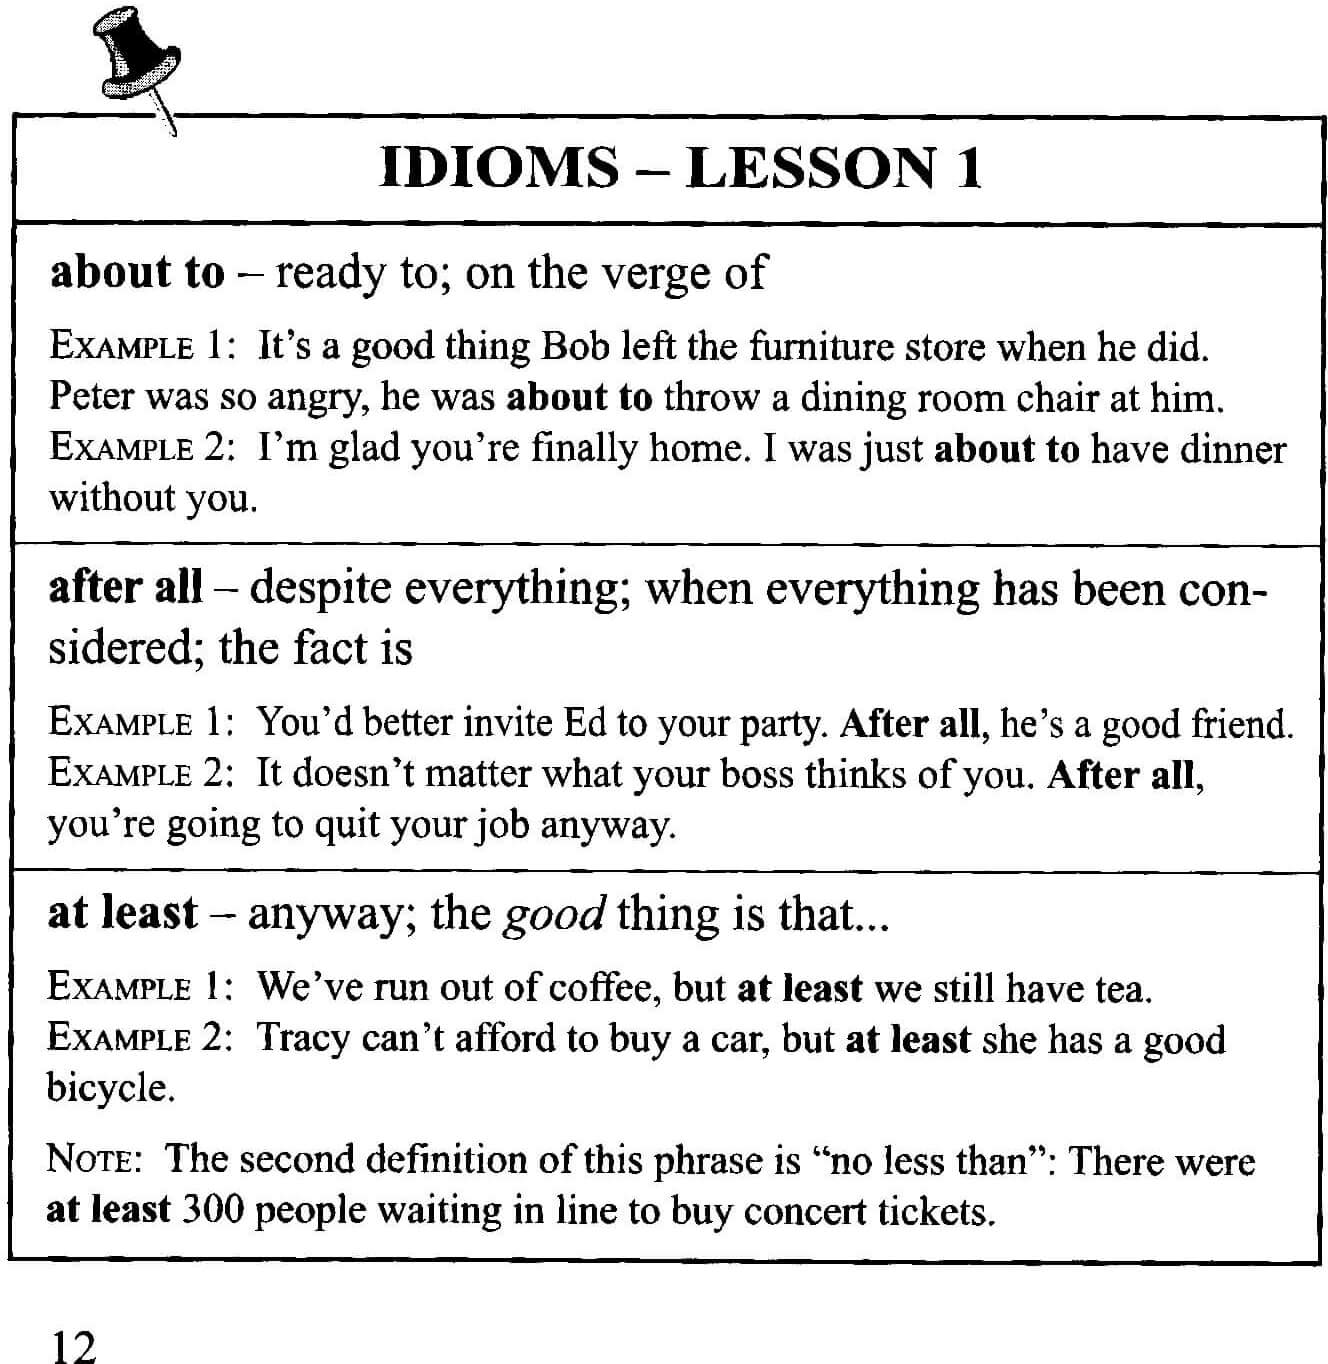 IDIOMS – LESSON 1
about to – ready to; on the verge of
EXAMPLE 1: It's a good thing Bob left the furniture store when he did.
Peter was so angry, he was about to throw a dining room chair at him.
EXAMPLE 2: I'm glad you're finally home. I was just about to have dinner
without you.
after all – despite everything; when everything has been con-
sidered; the fact is
EXAMPLE 1: You'd better invite Ed to your party. After all, he's a good friend.
EXAMPLE 2: It doesn't matter what your boss thinks of you. After all,
you're going to quit your job anyway.
at least – anyway; the good thing is that...
EXAMPLE 1: We've run out of coffee, but at least we still have tea.
EXAMPLE 2: Tracy can't afford to buy a car, but at least she has a good
bicycle.
NOTE: The second definition of this phrase is “no less than”: There were
at least 300 people waiting in line to buy concert tickets.
12